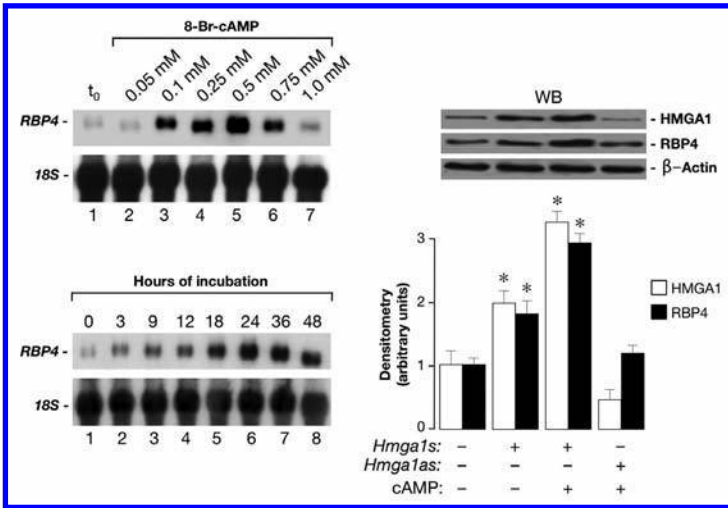 8-Br-cAMP
t0 0.05 mM 0.1 mM 0.25 mM 0.5 mM 0.75 mM 1.0 mM
RBP4 -
18S -
1 2 3 4 5 6 7
Hours of incubation
0 3 9 12 18 24 36 48
RBP4 -
18S -
1 2 3 4 5 6 7 8
WB
- HMGA1
- RBP4
- β-Actin
* * * *
3
2
1
0
Densitometry
(arbitrary units)
HMGA1
RBP4
Hmga1s: - + + -
Hmga1as: - - - +
cAMP: - - + +